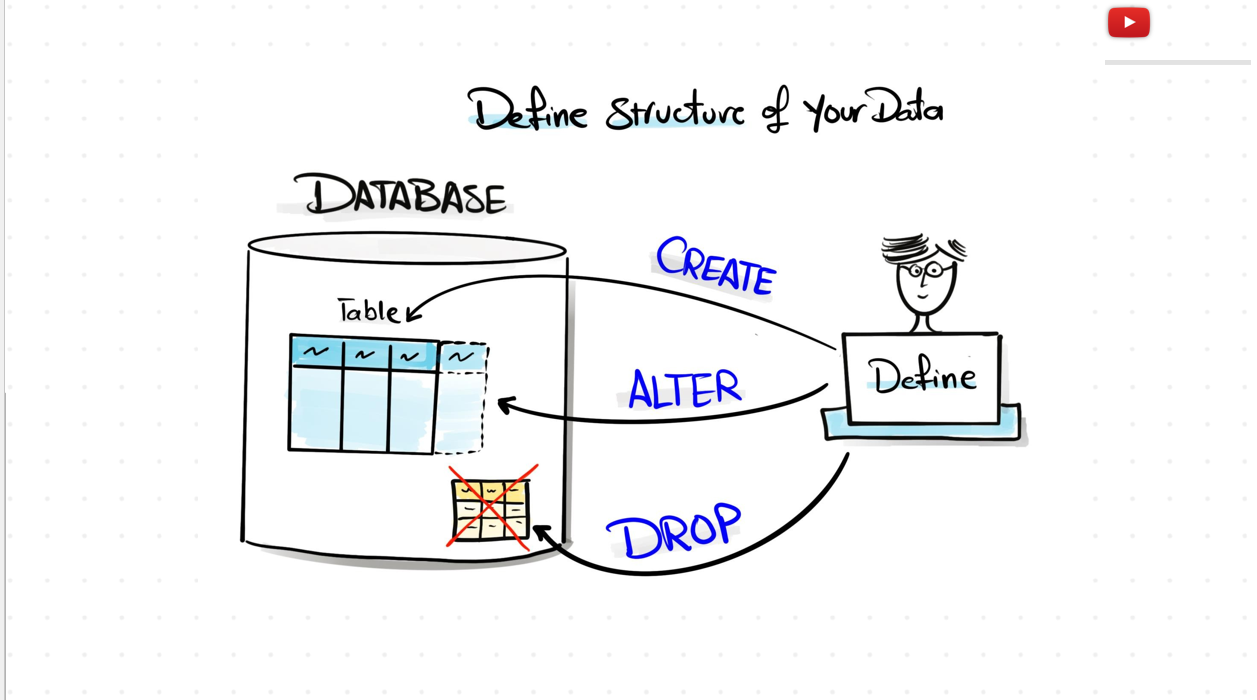 Define Structure of Your Data
DATABASE
CREATE
Table
Define
ALTER
DROP